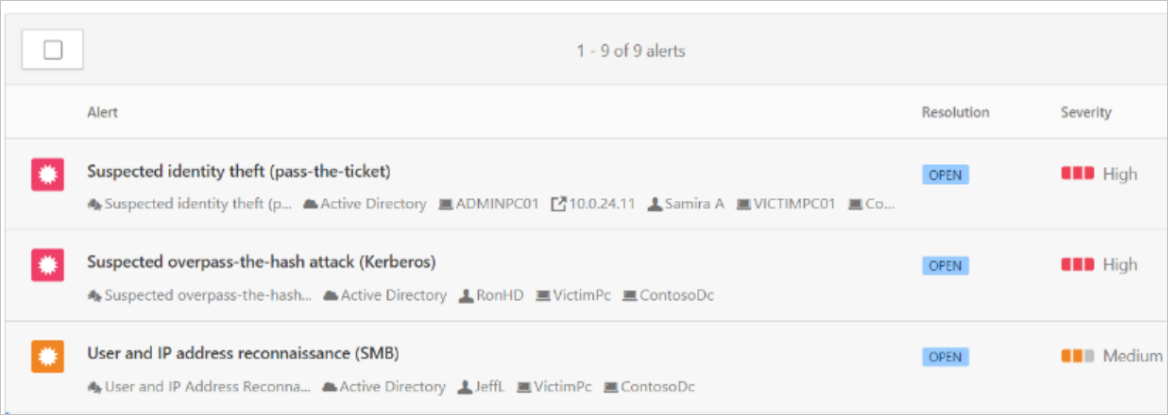 1 - 9 of 9 alerts
Alert Resolution Severity
Suspected identity theft (pass-the-ticket) OPEN High
Suspected identity theft (p... Active Directory ADMINPC01 10.0.24.11 Samira A VICTIMPC01 Co...
Suspected overpass-the-hash attack (Kerberos) OPEN High
Suspected overpass-the-hash... Active Directory RonHD VictimPc ContosoDc
User and IP address reconnaissance (SMB) OPEN Medium
User and IP Address Reconna... Active Directory JeffL VictimPc ContosoDc